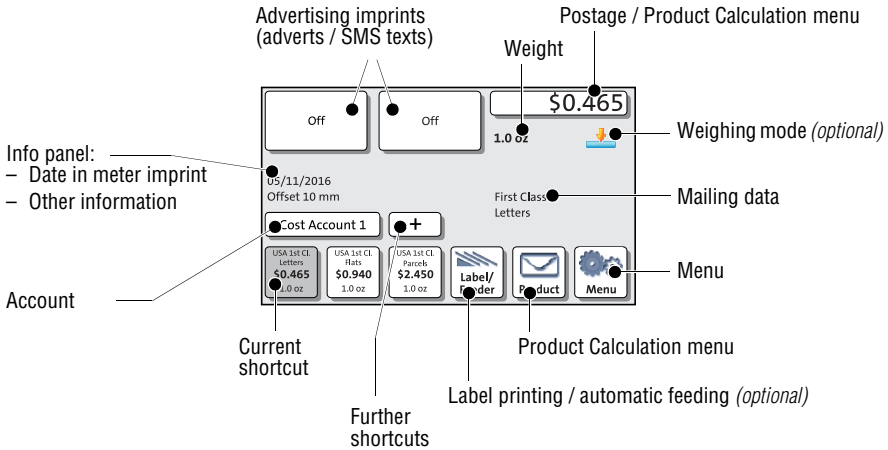 Advertising imprints
(adverts / SMS texts)
Postage / Product Calculation menu
Weight
Off
Off
$0.465
1.0 oz
Weighing mode (optional)
Info panel:
– Date in meter imprint
– Other information
05/11/2016
Offset 10 mm
First Class
Letters
Mailing data
Cost Account 1
+
USA 1st Cl.
Letters
$0.465
1.0 oz
USA 1st Cl.
Flats
$0.940
1.0 oz
USA 1st Cl.
Parcels
$2.450
1.0 oz
Label/
Feeder
Product
Menu
Menu
Account
Current
shortcut
Product Calculation menu
Label printing / automatic feeding (optional)
Further
shortcuts